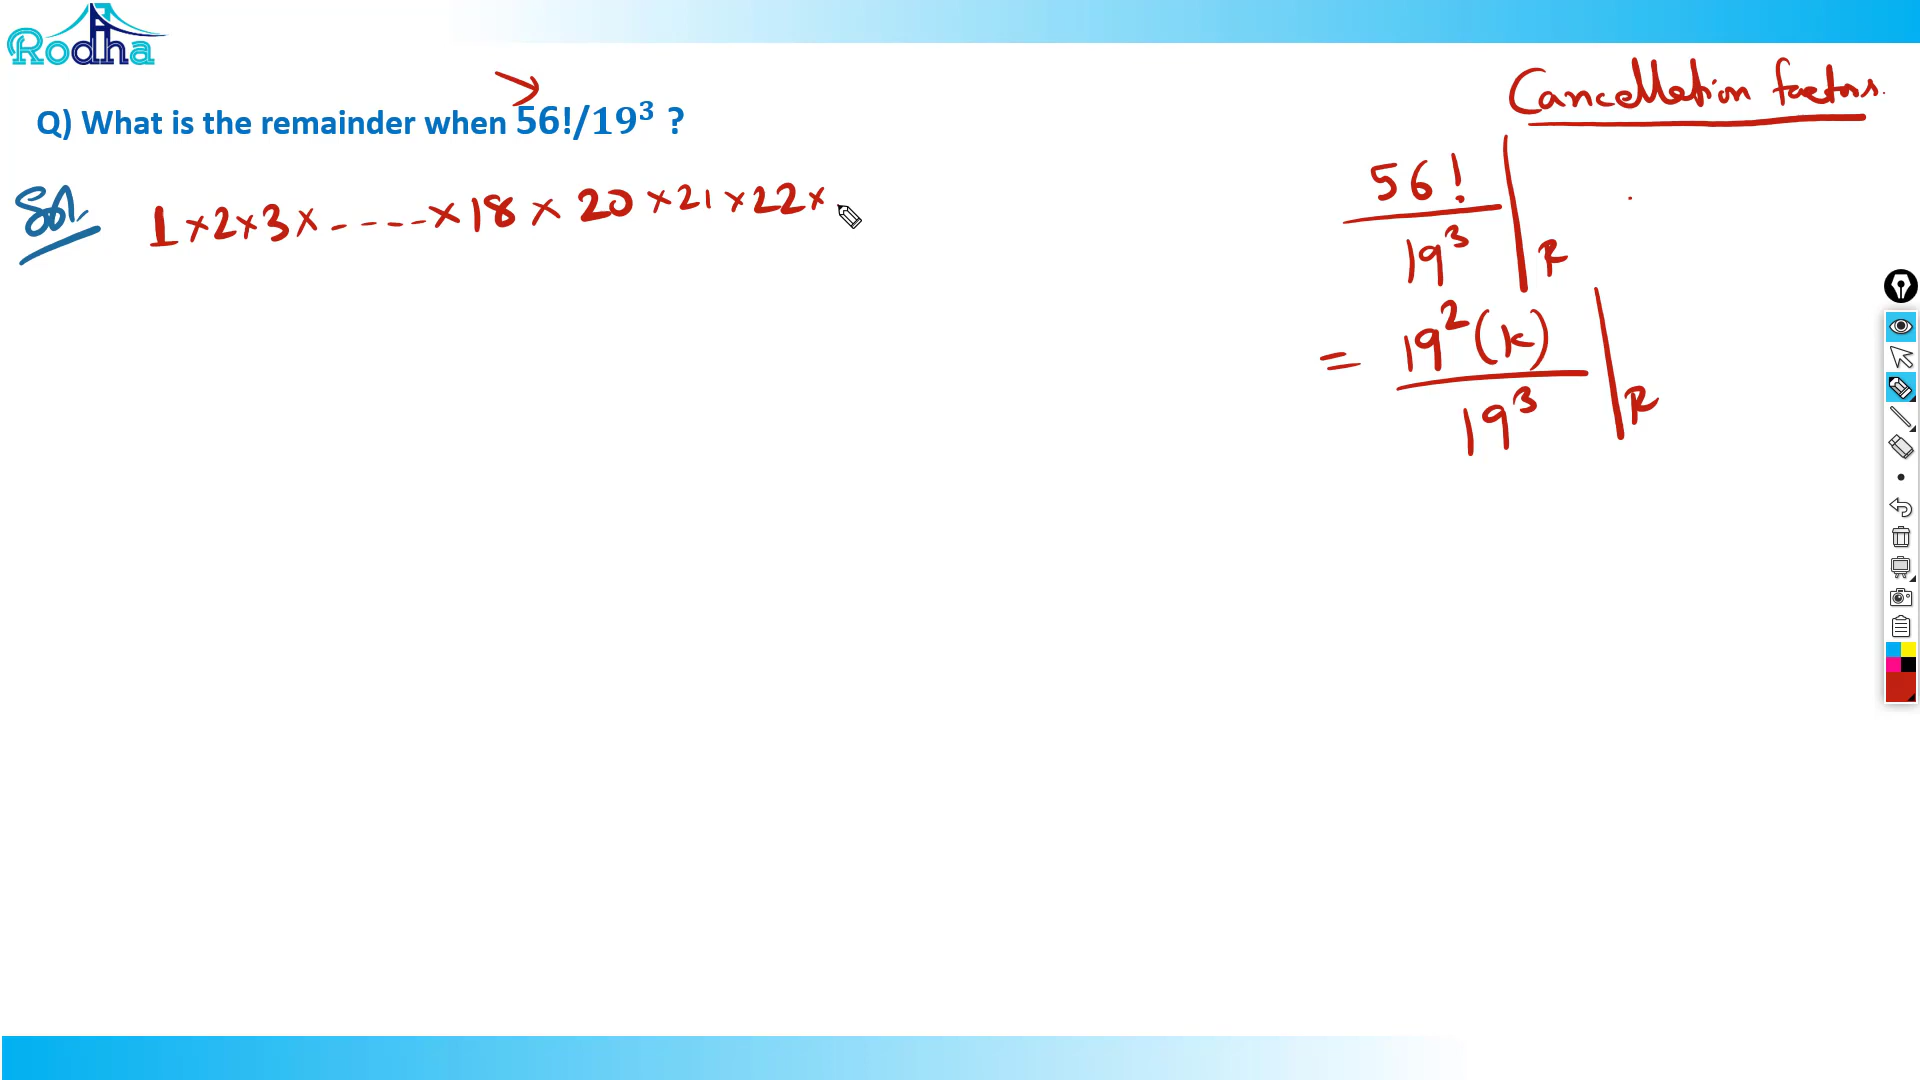 Rodha
Q) What is the remainder when 56!/19³ ?
Sol.
1 × 2 × 3 × ----- × 18 × 20 × 21 × 22 ×
Cancellation factors.
56!
19³ | R
= 19²(k)
19³ | R